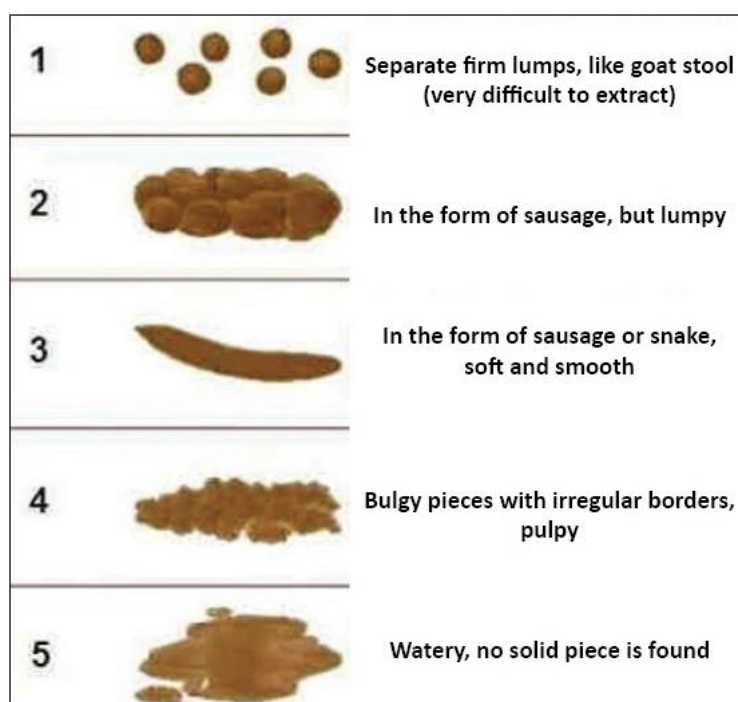 1
Separate firm lumps, like goat stool
(very difficult to extract)
2
In the form of sausage, but lumpy
3
In the form of sausage or snake,
soft and smooth
4
Bulgy pieces with irregular borders,
pulpy
5
Watery, no solid piece is found